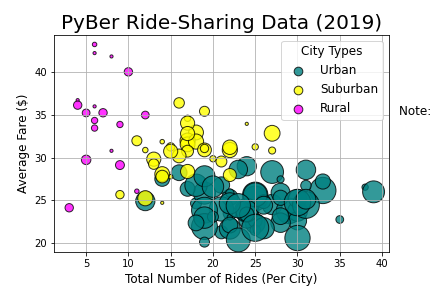 PyBer Ride-Sharing Data (2019)
City Types
Urban
Suburban
Rural
Note:
Average Fare ($)
40
35
30
25
20
5 10 15 20 25 30 35 40
Total Number of Rides (Per City)